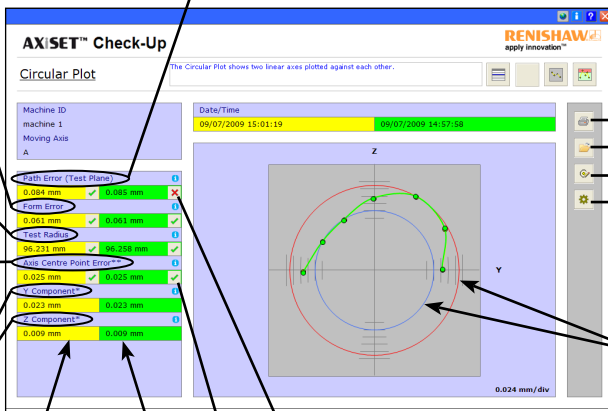 AXiSET™ Check-Up
RENISHAW
apply innovation™
Circular Plot
The Circular Plot shows two linear axes plotted against each other.
Machine ID
machine 1
Moving Axis
A
Date/Time
09/07/2009 15:01:19
09/07/2009 14:57:58
Path Error (Test Plane)
0.084 mm
0.085 mm
Form Error
0.061 mm
0.061 mm
Test Radius
96.231 mm
96.258 mm
Axis Centre Point Error**
0.025 mm
0.025 mm
Y Component*
0.023 mm
0.023 mm
Z Component*
0.009 mm
0.009 mm
Z
Y
0.024 mm/div